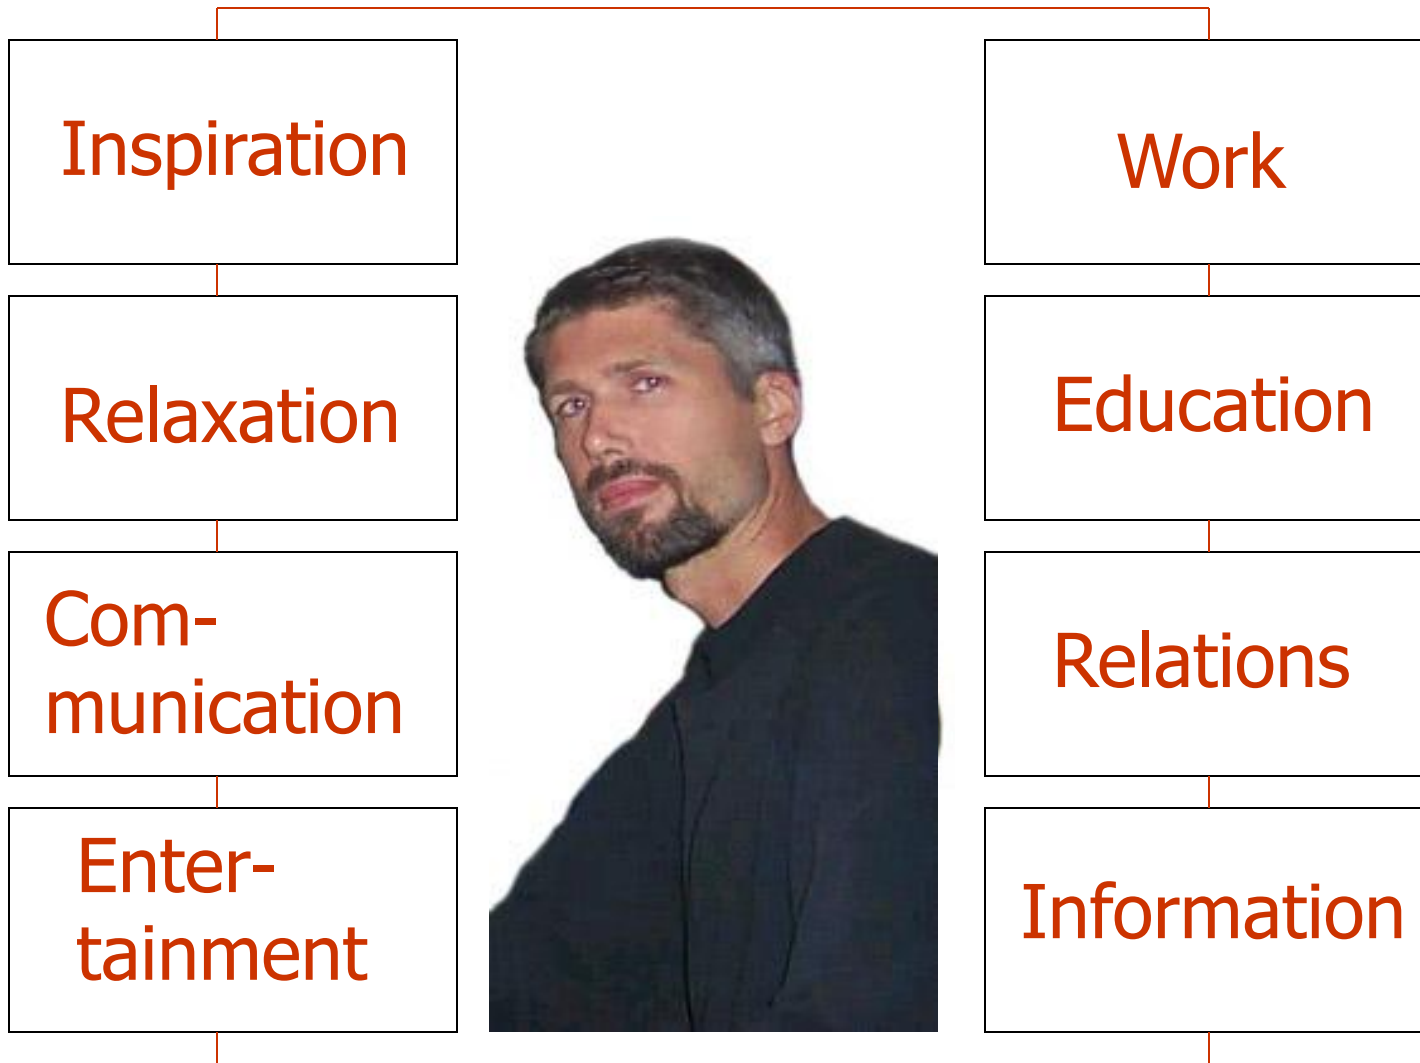 Inspiration
Relaxation
Com-
munication
Enter-
tainment
Work
Education
Relations
Information